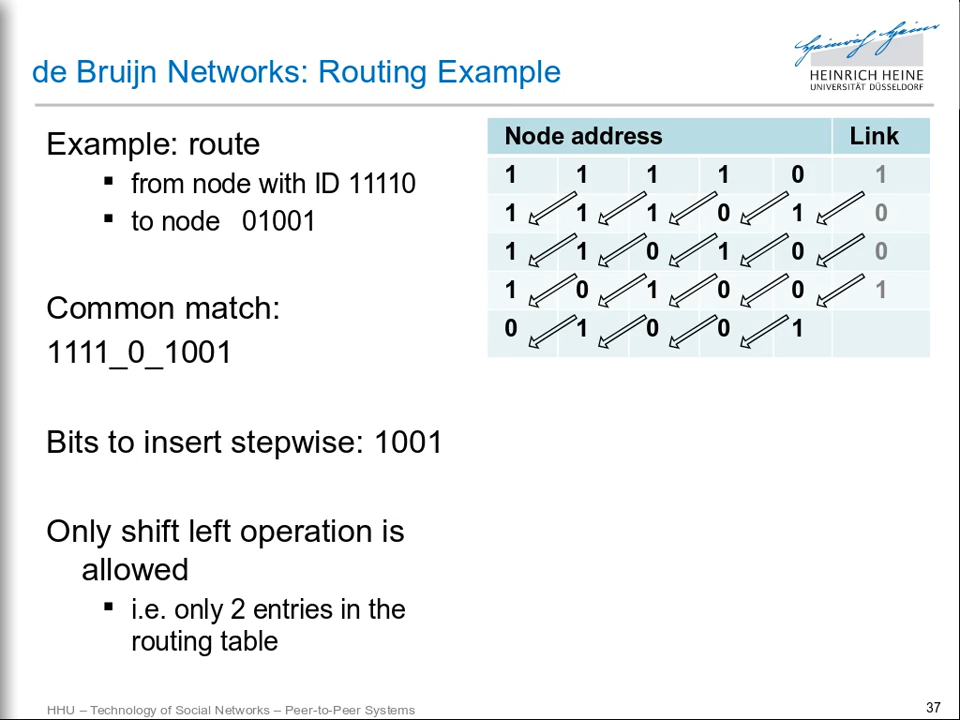 de Bruijn Networks: Routing Example
Heinrich Heine
HEINRICH HEINE
UNIVERSITÄT DÜSSELDORF
Example: route
▪ from node with ID 11110
▪ to node 01001
Common match:
1111_0_1001
Bits to insert stepwise: 1001
Only shift left operation is
allowed
▪ i.e. only 2 entries in the
routing table
Node address Link
1 1 1 1 0 1
1 1 1 0 1 0
1 1 0 1 0 0
1 0 1 0 0 1
0 1 0 0 1
HHU – Technology of Social Networks – Peer-to-Peer Systems
37